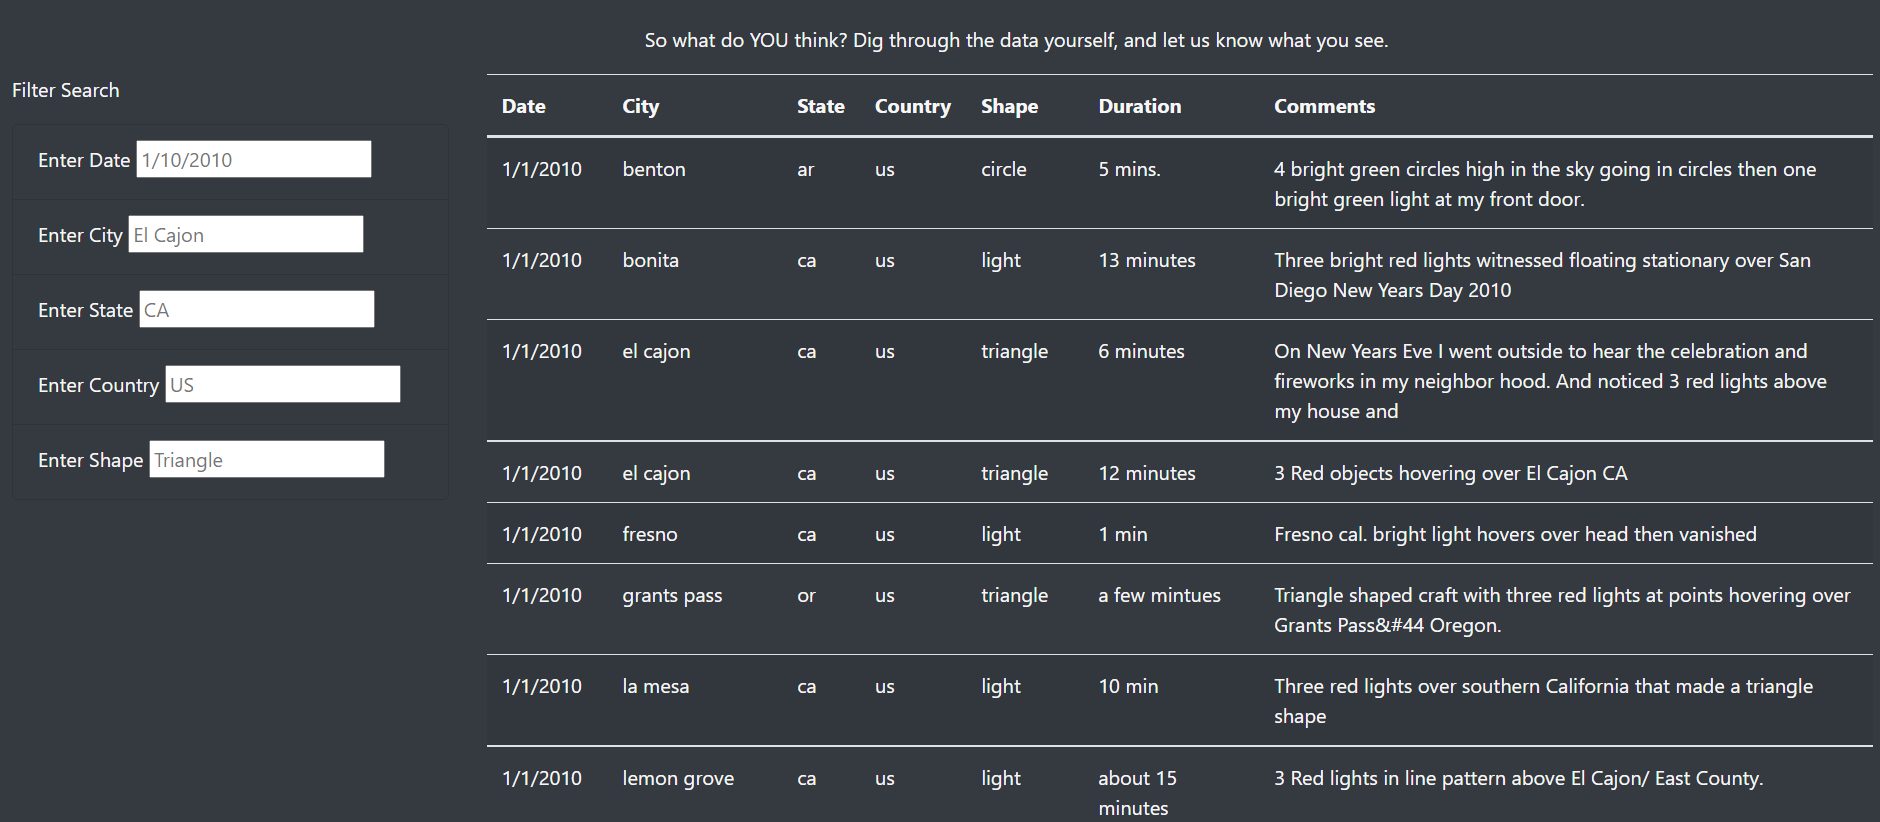 So what do YOU think? Dig through the data yourself, and let us know what you see.
Filter Search
Enter Date 1/10/2010
Enter City El Cajon
Enter State CA
Enter Country US
Enter Shape Triangle
Date City State Country Shape Duration Comments
1/1/2010 benton ar us circle 5 mins. 4 bright green circles high in the sky going in circles then one
bright green light at my front door.
1/1/2010 bonita ca us light 13 minutes Three bright red lights witnessed floating stationary over San
Diego New Years Day 2010
1/1/2010 el cajon ca us triangle 6 minutes On New Years Eve I went outside to hear the celebration and
fireworks in my neighbor hood. And noticed 3 red lights above
my house and
1/1/2010 el cajon ca us triangle 12 minutes 3 Red objects hovering over El Cajon CA
1/1/2010 fresno ca us light 1 min Fresno cal. bright light hovers over head then vanished
1/1/2010 grants pass or us triangle a few mintues Triangle shaped craft with three red lights at points hovering over
Grants Pass&#44 Oregon.
1/1/2010 la mesa ca us light 10 min Three red lights over southern California that made a triangle
shape
1/1/2010 lemon grove ca us light about 15 3 Red lights in line pattern above El Cajon/ East County.
minutes